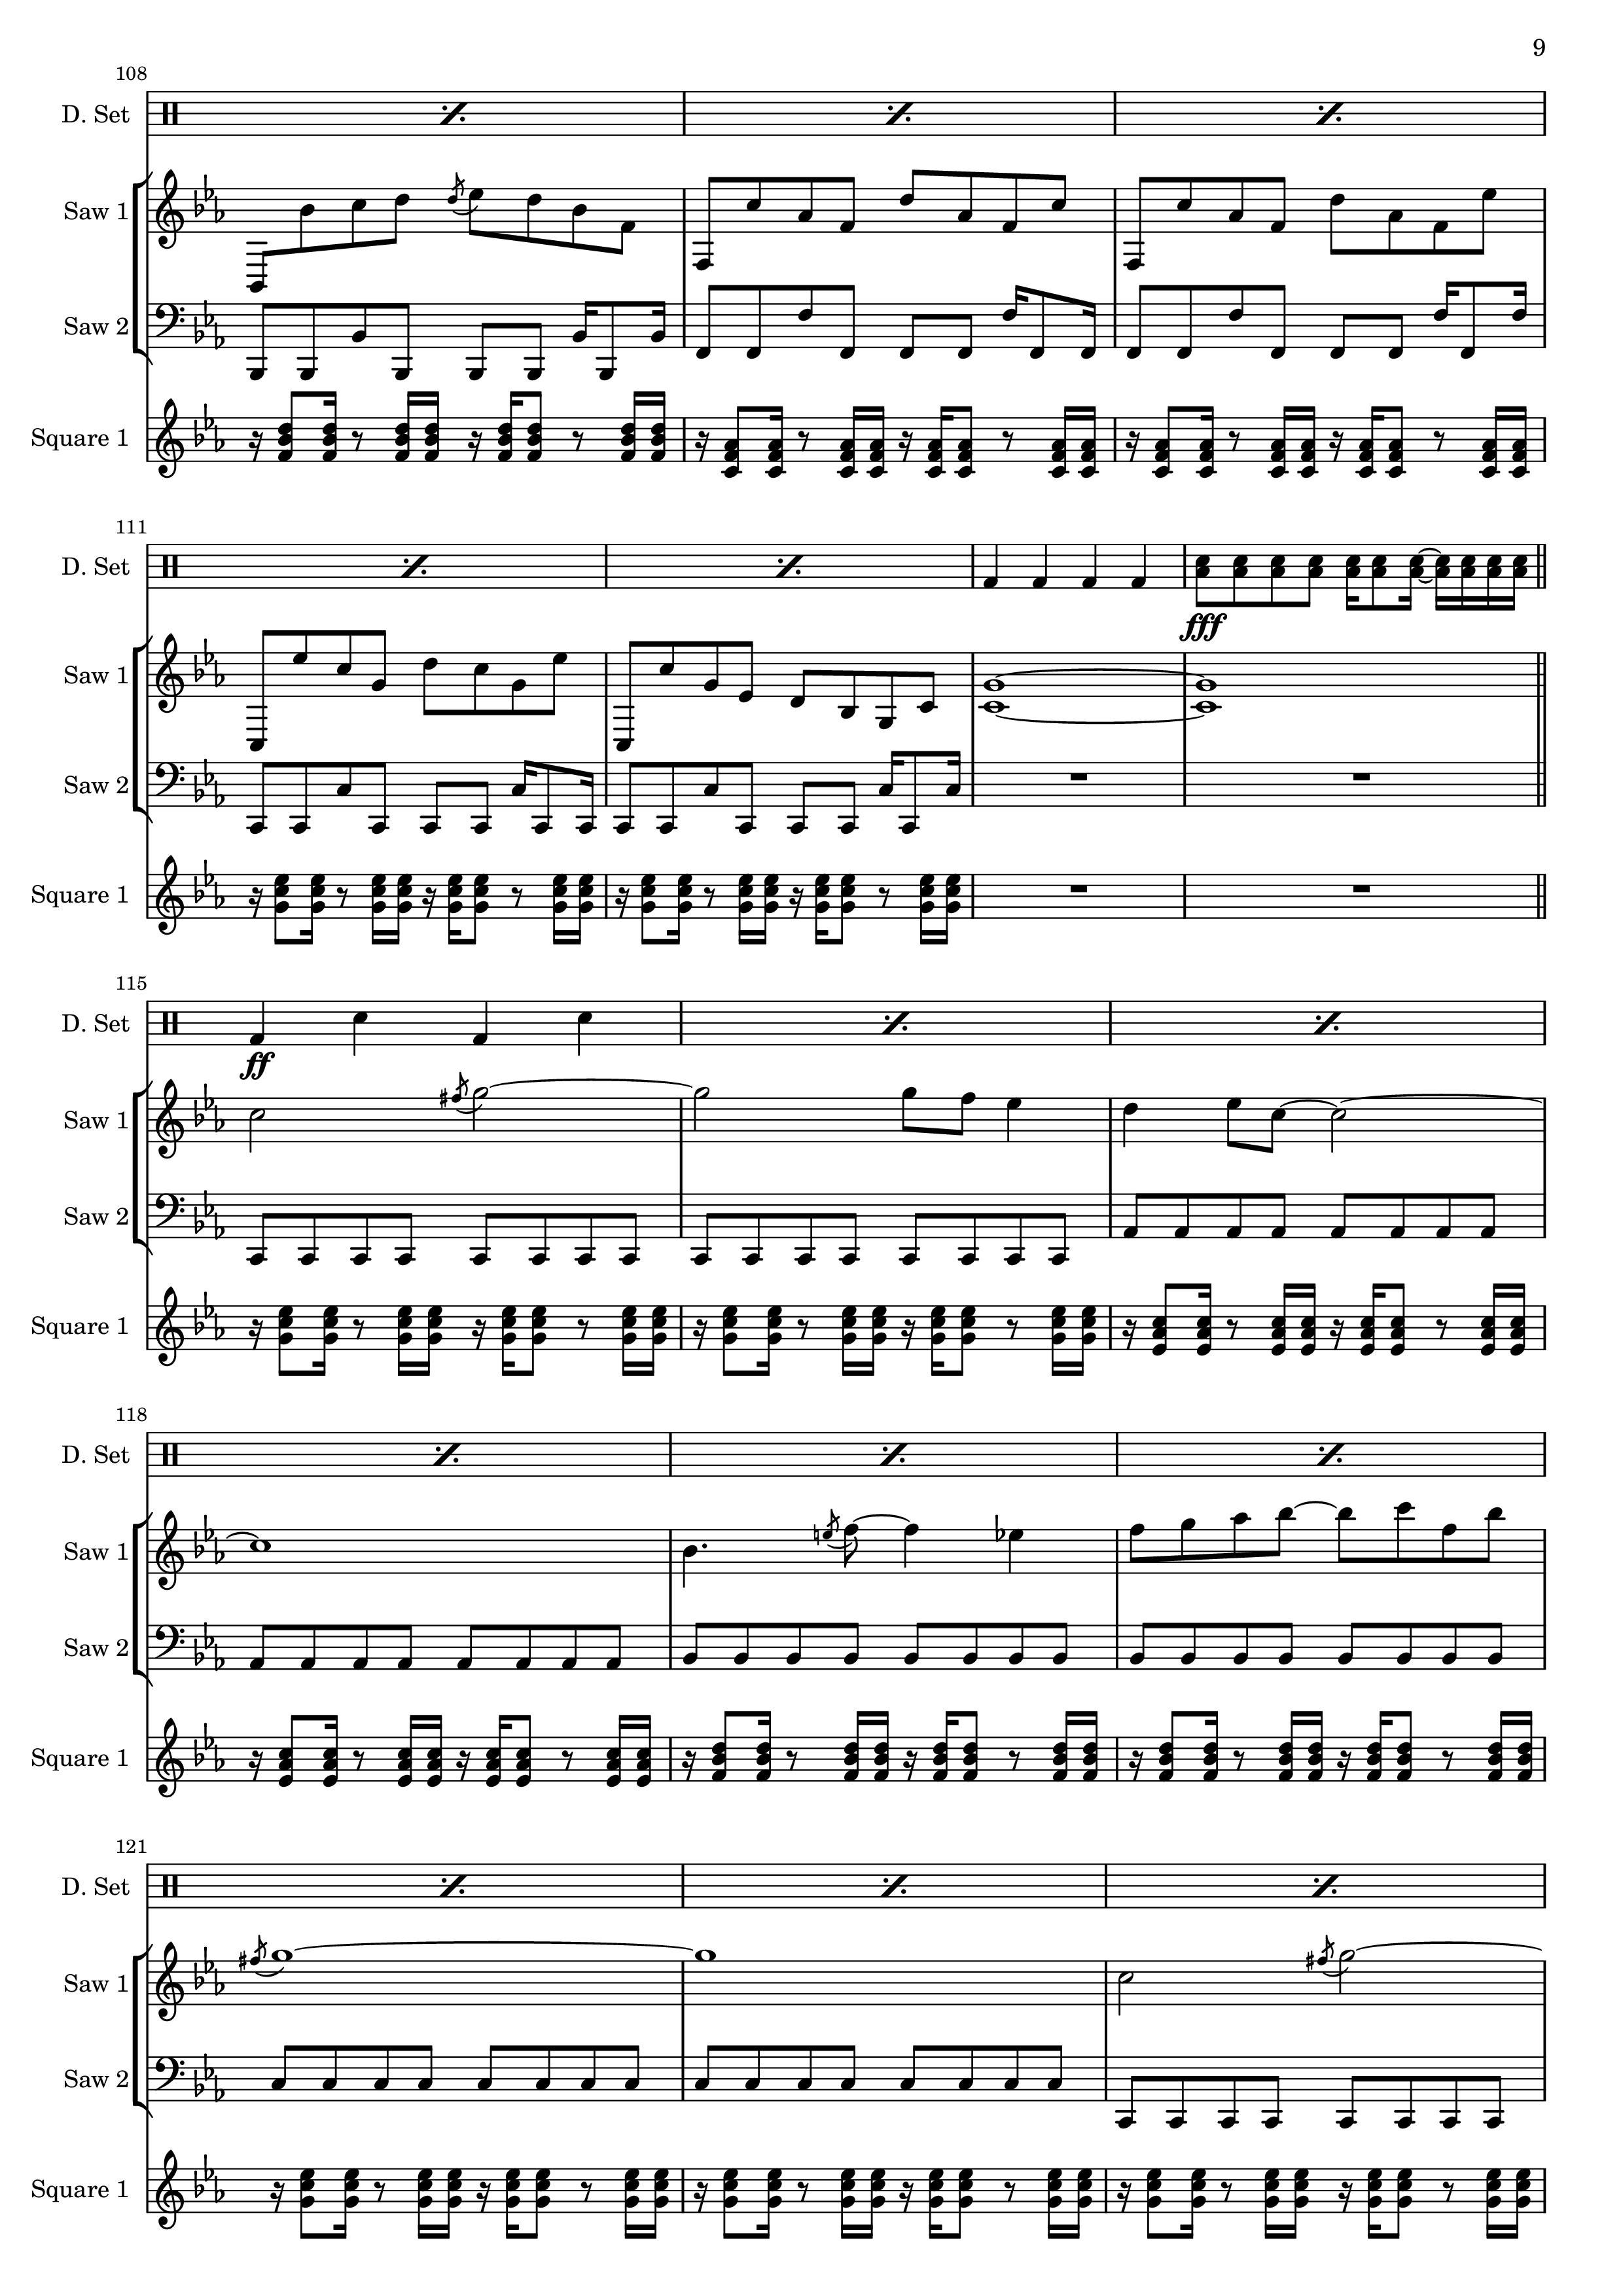 9
108
D. Set
Saw 1
Saw 2
Square 1
111
D. Set
fff
Saw 1
Saw 2
Square 1
115
D. Set
ff
Saw 1
Saw 2
Square 1
118
D. Set
Saw 1
Saw 2
Square 1
121
D. Set
Saw 1
Saw 2
Square 1